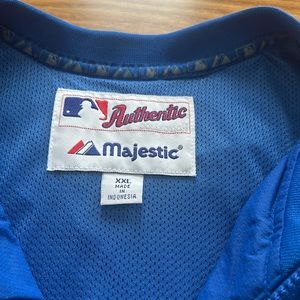 Authentic
Majestic®
XXL
MADE
IN
INDONESIA